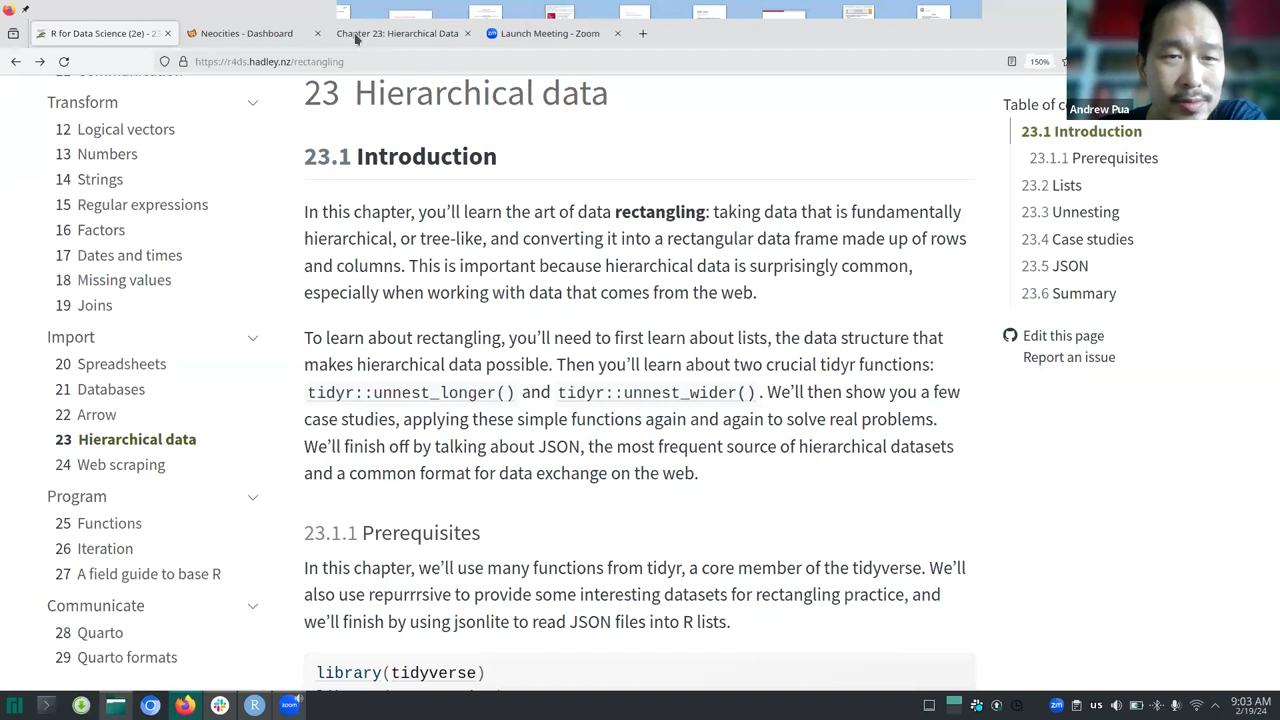 R for Data Science (2e) - 23
Neocities - Dashboard
Chapter 23: Hierarchical Data
Launch Meeting - Zoom
https://r4ds.hadley.nz/rectangling
150%
Andrew Pua
Transform
12 Logical vectors
13 Numbers
14 Strings
15 Regular expressions
16 Factors
17 Dates and times
18 Missing values
19 Joins
Import
20 Spreadsheets
21 Databases
22 Arrow
23 Hierarchical data
24 Web scraping
Program
25 Functions
26 Iteration
27 A field guide to base R
Communicate
28 Quarto
29 Quarto formats
23 Hierarchical data
23.1 Introduction
In this chapter, you’ll learn the art of data rectangling: taking data that is fundamentally
hierarchical, or tree-like, and converting it into a rectangular data frame made up of rows
and columns. This is important because hierarchical data is surprisingly common,
especially when working with data that comes from the web.
To learn about rectangling, you’ll need to first learn about lists, the data structure that
makes hierarchical data possible. Then you’ll learn about two crucial tidyr functions:
tidyr::unnest_longer() and tidyr::unnest_wider(). We’ll then show you a few
case studies, applying these simple functions again and again to solve real problems.
We’ll finish off by talking about JSON, the most frequent source of hierarchical datasets
and a common format for data exchange on the web.
23.1.1 Prerequisites
In this chapter, we’ll use many functions from tidyr, a core member of the tidyverse. We’ll
also use repurrrsive to provide some interesting datasets for rectangling practice, and
we’ll finish by using jsonlite to read JSON files into R lists.
library(tidyverse)
Table of
23.1 Introduction
23.1.1 Prerequisites
23.2 Lists
23.3 Unnesting
23.4 Case studies
23.5 JSON
23.6 Summary
Edit this page
Report an issue
zoom
us
9:03 AM
2/19/24